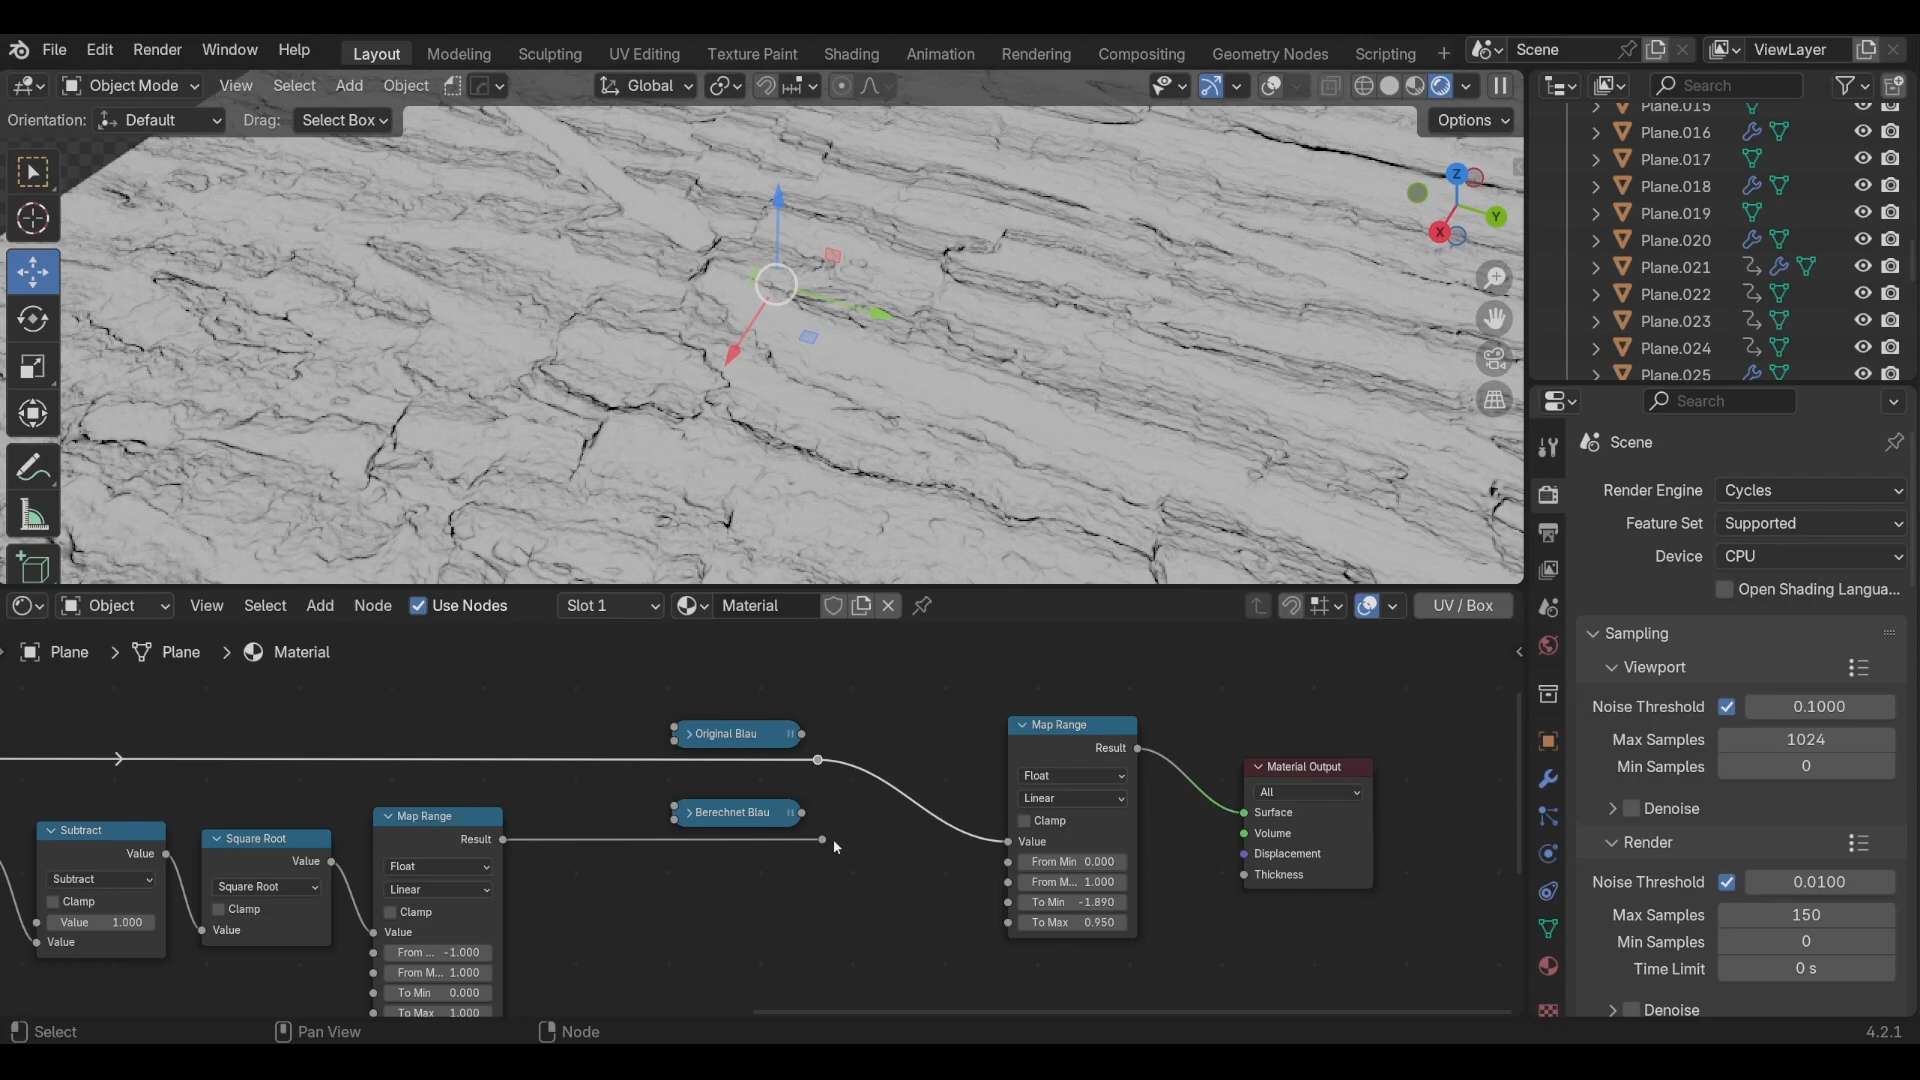 File Edit Render Window Help Layout Modeling Sculpting UV Editing Texture Paint Shading Animation Rendering Compositing Geometry Nodes Scripting + Scene ViewLayer
Object Mode View Select Add Object Global Search
Orientation: Default Drag: Select Box Options
Plane.015
Plane.016
Plane.017
Plane.018
Plane.019
Plane.020
Plane.021
Plane.022
Plane.023
Plane.024
Plane.025
Z
Y
X
Search
Scene
Render Engine Cycles
Feature Set Supported
Device CPU
Open Shading Langua...
Sampling
Viewport
Noise Threshold 0.1000
Max Samples 1024
Min Samples 0
Denoise
Render
Noise Threshold 0.0100
Max Samples 150
Min Samples 0
Time Limit 0 s
Denoise
Object View Select Add Node Use Nodes Slot 1 Material UV / Box
Plane > Plane > Material
Subtract
Value
Subtract
Clamp
Value 1.000
Value
Square Root
Value
Square Root
Clamp
Value
Map Range
Result
Float
Linear
Clamp
Value
From ... -1.000
From M... 1.000
To Min 0.000
To Max 1.000
Original Blau
Berechnet Blau
Map Range
Result
Float
Linear
Clamp
Value
From Min 0.000
From M... 1.000
To Min -1.890
To Max 0.950
Material Output
All
Surface
Volume
Displacement
Thickness
Select Pan View Node 4.2.1